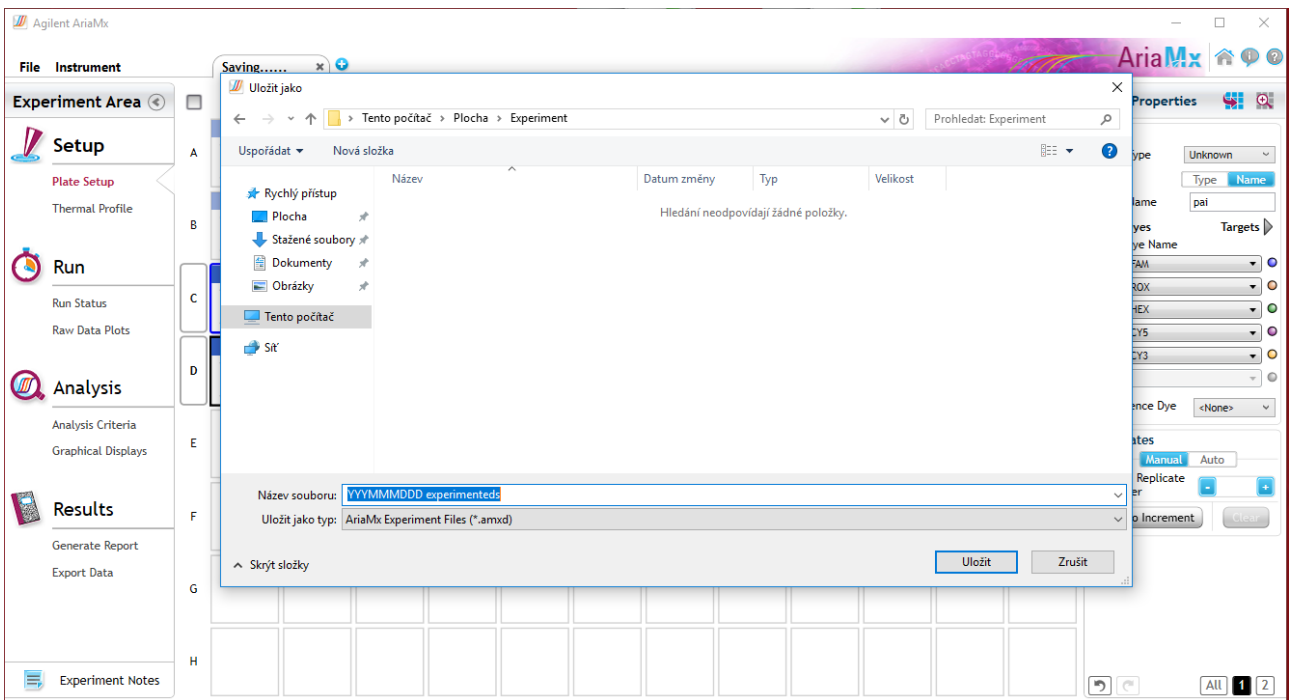 Agilent AriaMx
File Instrument
Saving......
AriaMx
Experiment Area
Setup
Plate Setup
Thermal Profile
Run
Run Status
Raw Data Plots
Analysis
Analysis Criteria
Graphical Displays
Results
Generate Report
Export Data
Experiment Notes
A
B
C
D
E
F
G
H
Uložit jako
Tento počítač > Plocha > Experiment
Prohledat: Experiment
Uspořádat Nová složka
Název Datum změny Typ Velikost
Hledání neodpovídají žádné položky.
Rychlý přístup
Plocha
Stažené soubory
Dokumenty
Obrázky
Tento počítač
Síť
Název souboru: YYYMMMDDD experimenteds
Uložit jako typ: AriaMx Experiment Files (*.amxd)
Skrýt složky
Uložit Zrušit
Properties
ype Unknown
Type Name
ame pai
yes Targets
ye Name
FAM
ROX
HEX
CY5
CY3
ence Dye <None>
ates
Manual Auto
Replicate
er - +
o Increment Clear
All 1 2